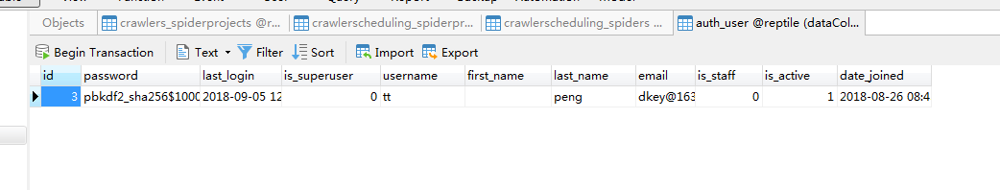 Objects crawlers_spiderprojects @r... crawlerscheduling_spiderpr... crawlerscheduling_spiders ... auth_user @reptile (dataCol...
Begin Transaction Text Filter Sort Import Export
id password last_login is_superuser username first_name last_name email is_staff is_active date_joined
3 pbkdf2_sha256$1000 2018-09-05 12 0 tt peng dkey@163 0 1 2018-08-26 08:4